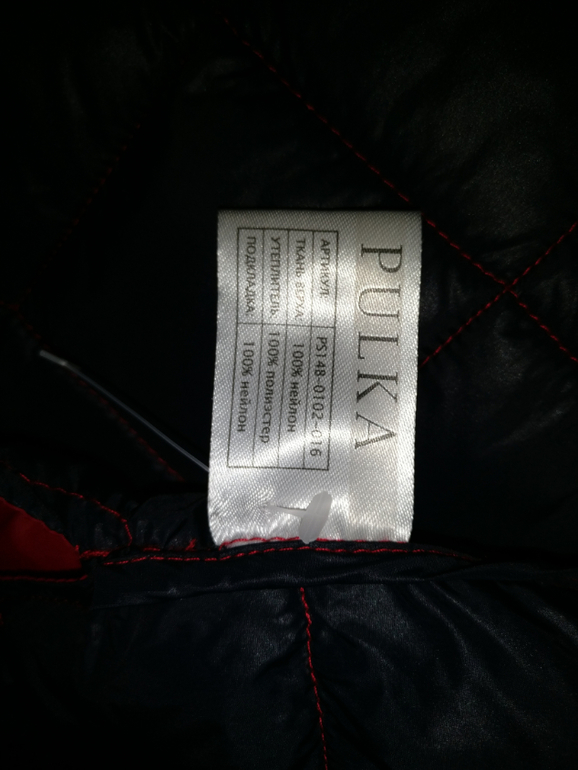 PULKA
АРТИКУЛ: PS148-0102-016
ТКАНЬ ВЕРХА: 100% нейлон
УТЕПЛИТЕЛЬ: 100% полиэстер
ПОДКЛАДКА: 100% нейлон